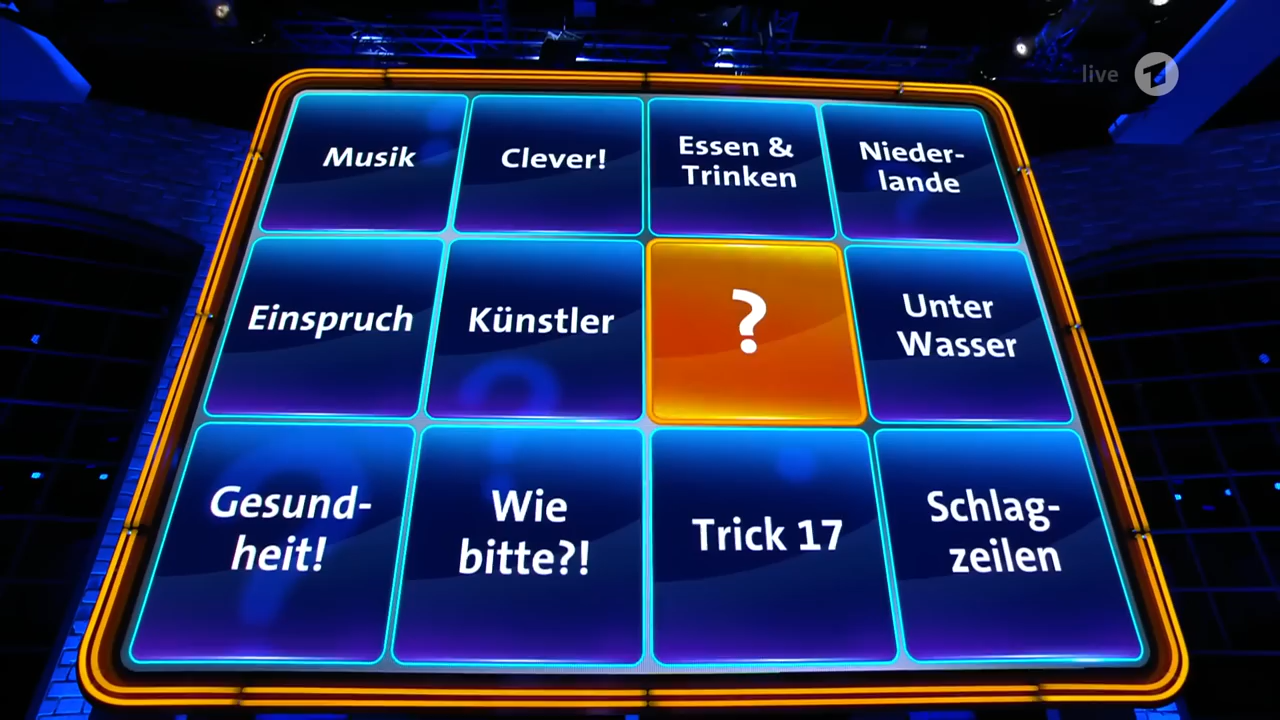 live 1
Musik
Clever!
Essen &
Trinken
Nieder-
lande
Einspruch
Künstler
?
Unter
Wasser
Gesund-
heit!
Wie
bitte?!
Trick 17
Schlag-
zeilen